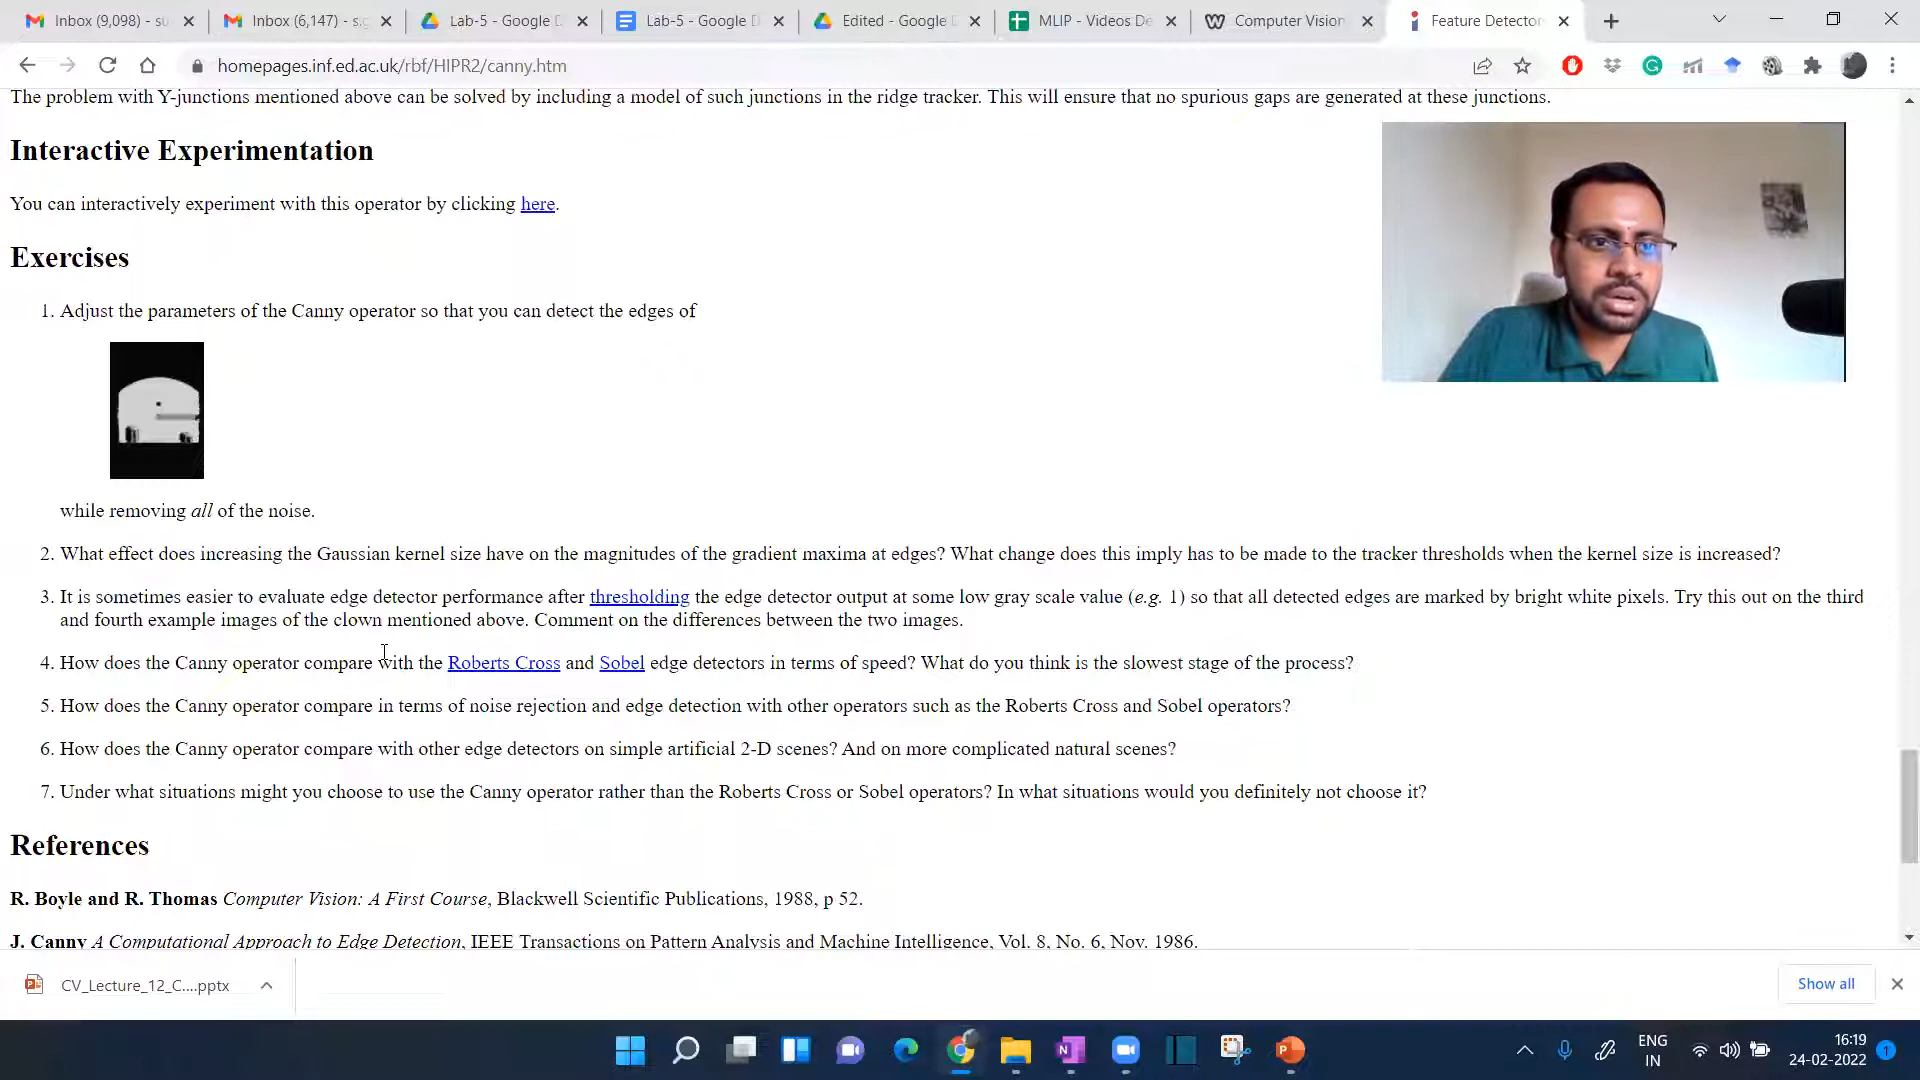 Inbox (9,098) - su
Inbox (6,147) - s.g
Lab-5 - Google D
Lab-5 - Google D
Edited - Google D
MLIP - Videos De
Computer Vision
Feature Detector
homepages.inf.ed.ac.uk/rbf/HIPR2/canny.htm
The problem with Y-junctions mentioned above can be solved by including a model of such junctions in the ridge tracker. This will ensure that no spurious gaps are generated at these junctions.
Interactive Experimentation
You can interactively experiment with this operator by clicking here.
Exercises
1. Adjust the parameters of the Canny operator so that you can detect the edges of
while removing all of the noise.
2. What effect does increasing the Gaussian kernel size have on the magnitudes of the gradient maxima at edges? What change does this imply has to be made to the tracker thresholds when the kernel size is increased?
3. It is sometimes easier to evaluate edge detector performance after thresholding the edge detector output at some low gray scale value (e.g. 1) so that all detected edges are marked by bright white pixels. Try this out on the third
and fourth example images of the clown mentioned above. Comment on the differences between the two images.
4. How does the Canny operator compare with the Roberts Cross and Sobel edge detectors in terms of speed? What do you think is the slowest stage of the process?
5. How does the Canny operator compare in terms of noise rejection and edge detection with other operators such as the Roberts Cross and Sobel operators?
6. How does the Canny operator compare with other edge detectors on simple artificial 2-D scenes? And on more complicated natural scenes?
7. Under what situations might you choose to use the Canny operator rather than the Roberts Cross or Sobel operators? In what situations would you definitely not choose it?
References
R. Boyle and R. Thomas Computer Vision: A First Course, Blackwell Scientific Publications, 1988, p 52.
J. Canny A Computational Approach to Edge Detection, IEEE Transactions on Pattern Analysis and Machine Intelligence, Vol. 8, No. 6, Nov. 1986.
CV_Lecture_12_C....pptx
Show all
ENG
IN
16:19
24-02-2022
1